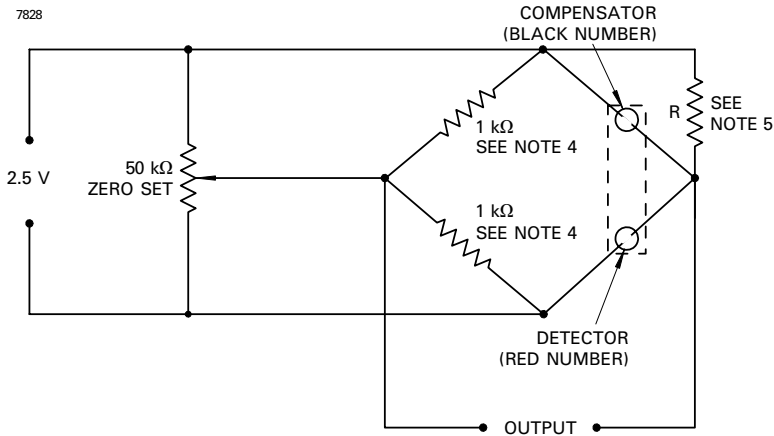 7828
COMPENSATOR
(BLACK NUMBER)
1 kΩ
SEE NOTE 4
R
SEE
NOTE 5
2.5 V
50 kΩ
ZERO SET
1 kΩ
SEE NOTE 4
DETECTOR
(RED NUMBER)
OUTPUT